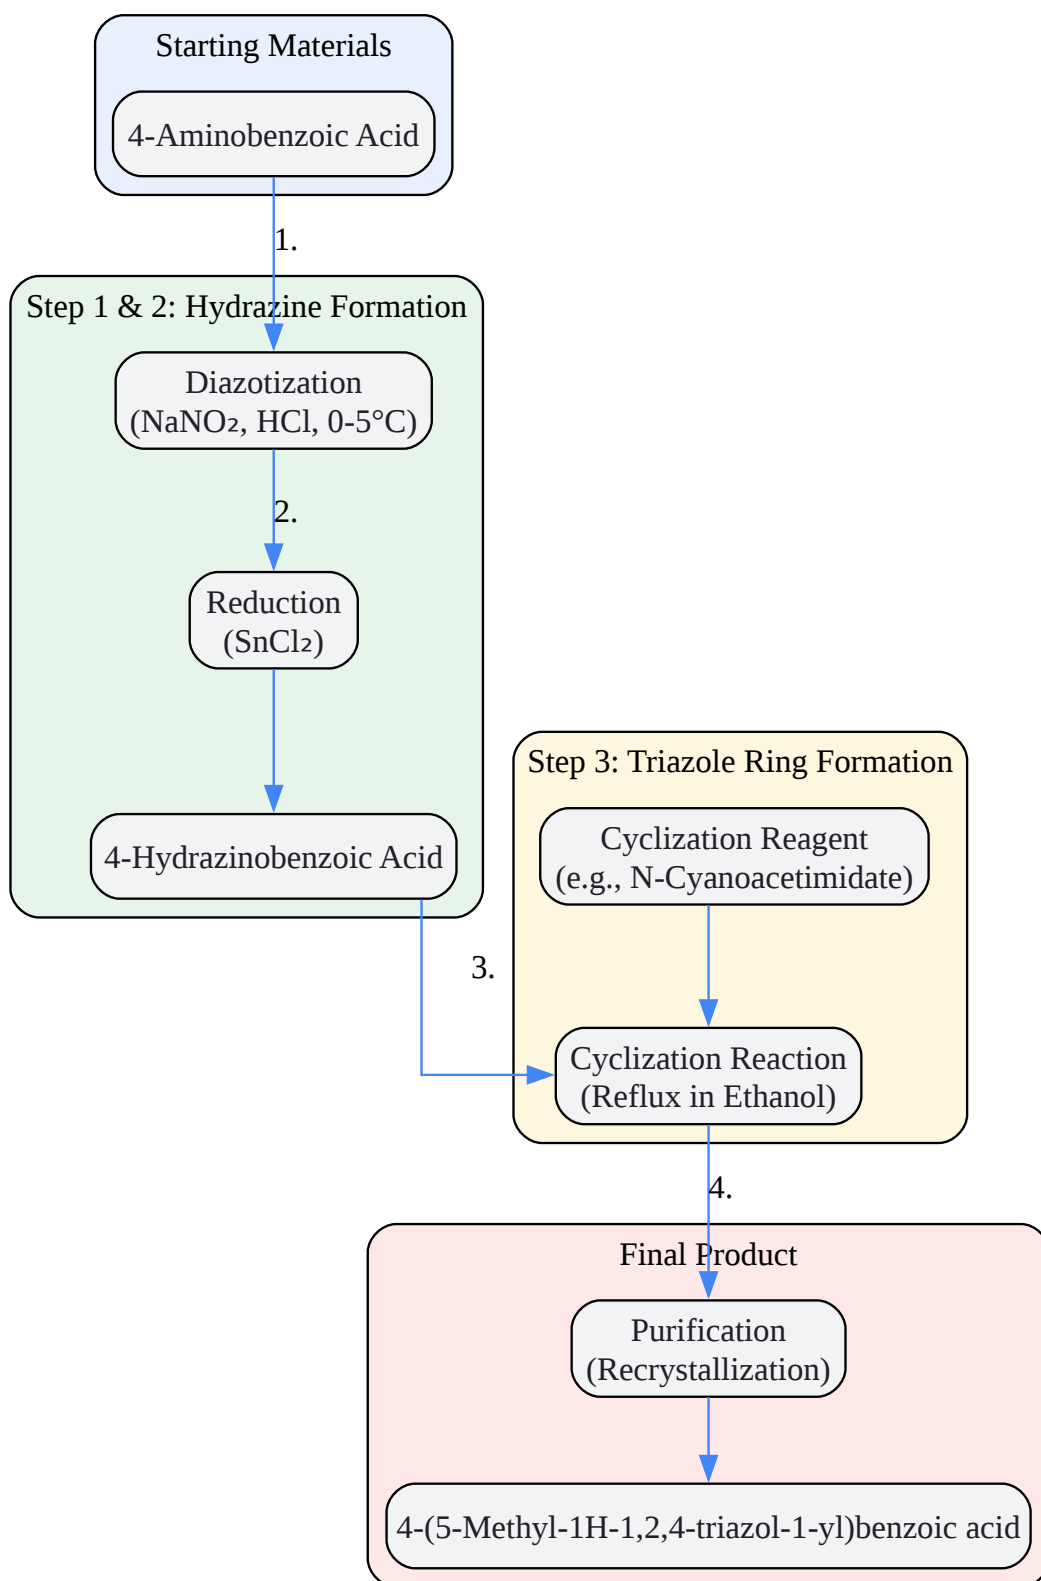 Starting Materials
4-Aminobenzoic Acid
1.
Step 1 & 2: Hydrazine Formation
Diazotization
(NaNO₂, HCl, 0-5°C)
2.
Reduction
(SnCl₂)
4-Hydrazinobenzoic Acid
Step 3: Triazole Ring Formation
Cyclization Reagent
(e.g., N-Cyanoacetimidate)
3.
Cyclization Reaction
(Reflux in Ethanol)
4.
Final Product
Purification
(Recrystallization)
4-(5-Methyl-1H-1,2,4-triazol-1-yl)benzoic acid